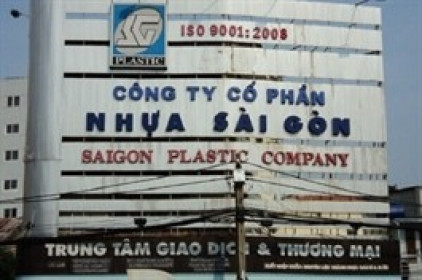 SG
PLASTIC
ISO 9001:2008
CÔNG TY CỔ PHẦN
NHỰA SÀI GÒN
SAIGON PLASTIC COMPANY
TRUNG TÂM GIAO DỊCH & THƯƠNG MẠI